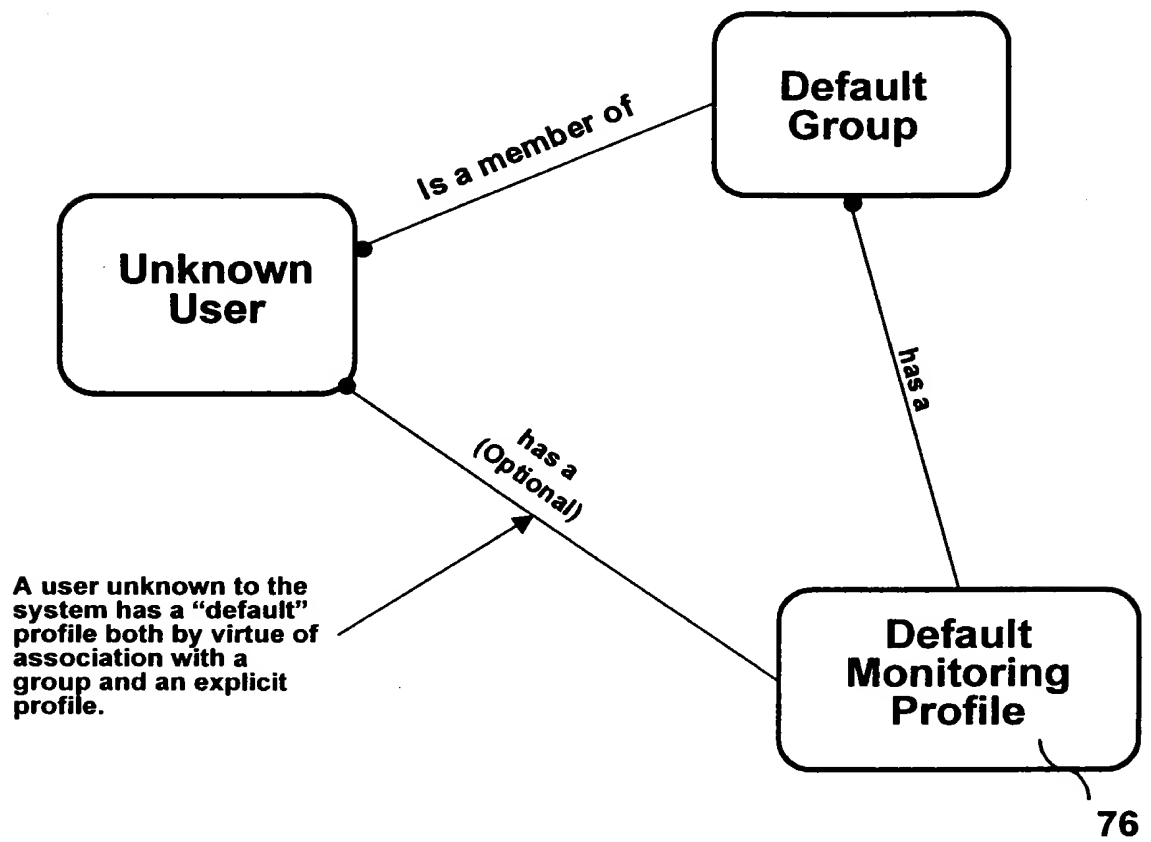 Default
Group
Is a member of
Unknown
User
has a
has a
(Optional)
A user unknown to the
system has a “default”
profile both by virtue of
association with a
group and an explicit
profile.
Default
Monitoring
Profile
76